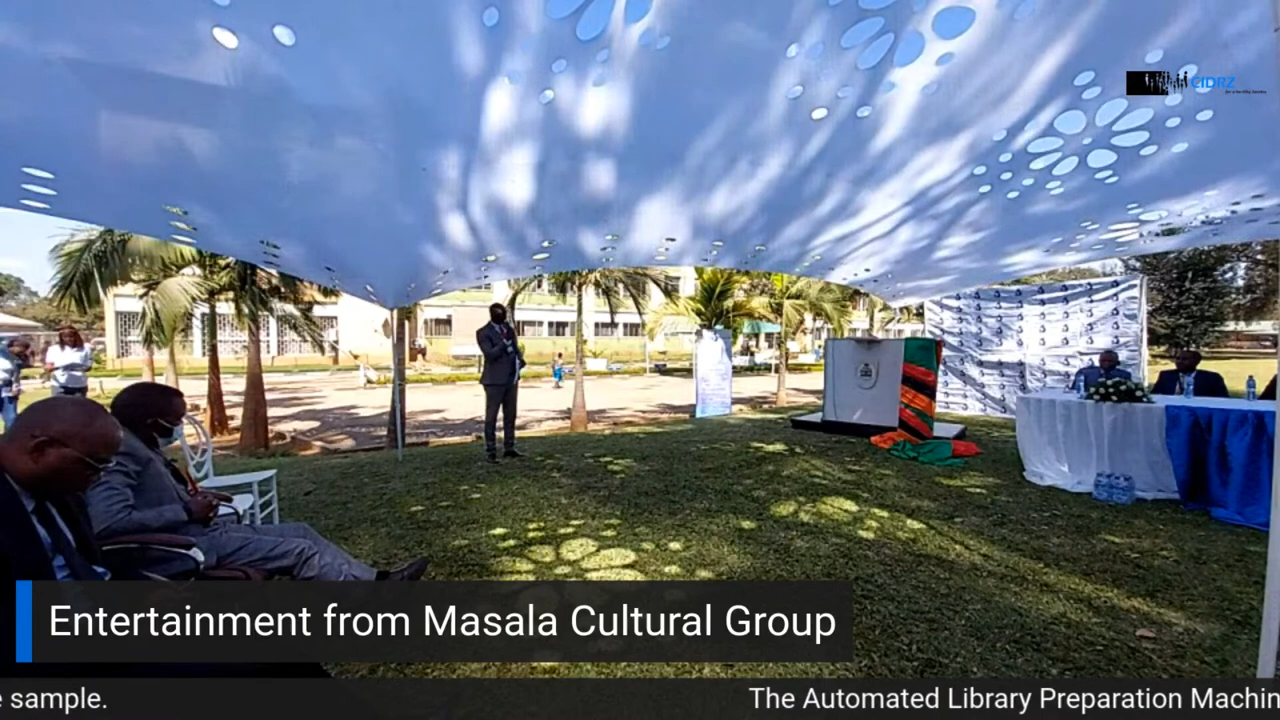 CIDRZ
Entertainment from Masala Cultural Group
e sample.
The Automated Library Preparation Machin